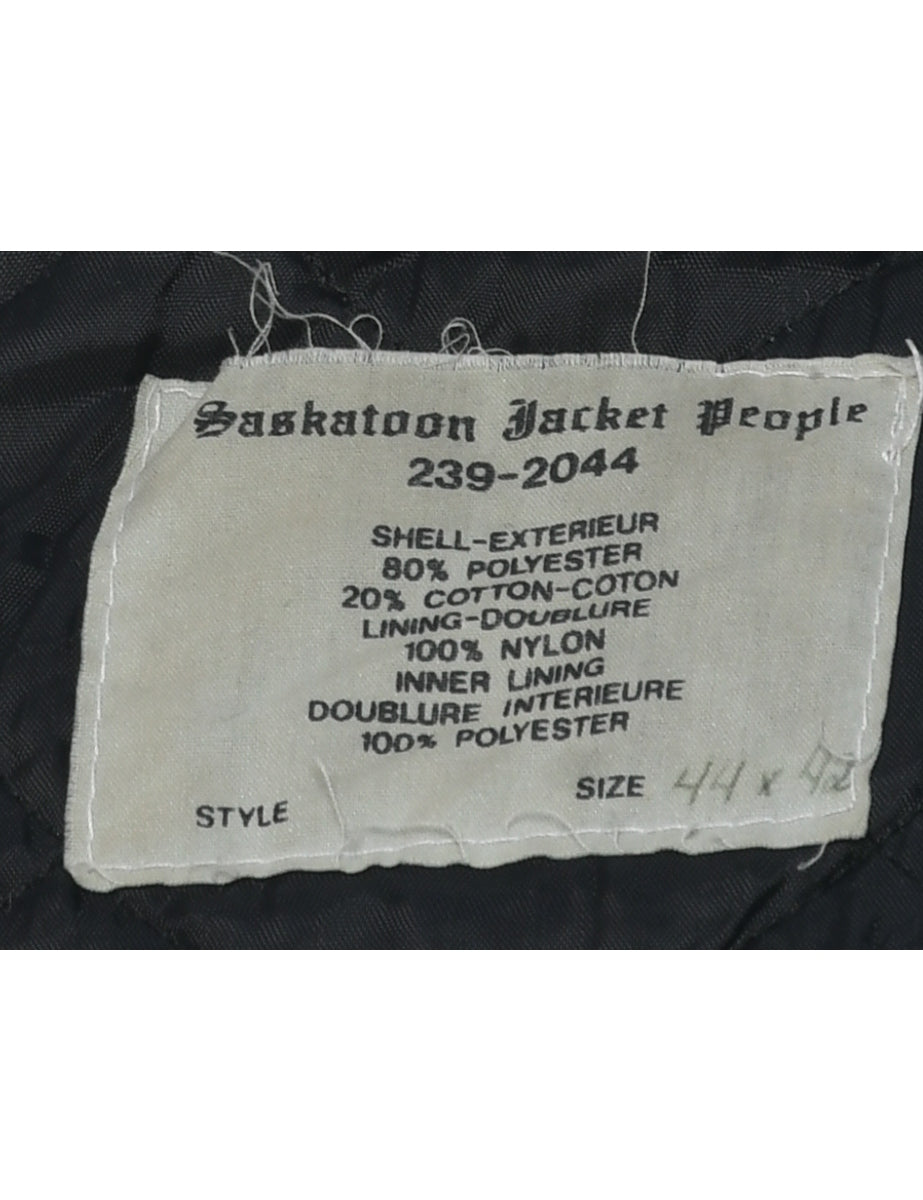 Saskatoon Jacket People
239-2044
SHELL-EXTERIEUR
80% POLYESTER
20% COTTON-COTON
LINING-DOUBLURE
100% NYLON
INNER LINING
DOUBLURE INTERIEURE
100% POLYESTER
STYLE SIZE 44 x 42